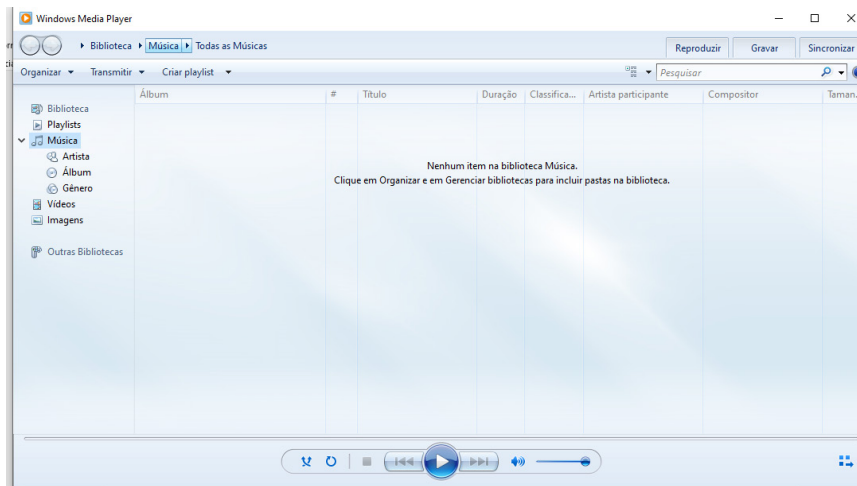 Windows Media Player
Biblioteca Música Todas as Músicas
Reproduzir Gravar Sincronizar
Organizar Transmitir Criar playlist
Pesquisar
Álbum # Título Duração Classifica... Artista participante Compositor Taman.
Biblioteca
Playlists
Música
Artista
Álbum
Gênero
Vídeos
Imagens
Outras Bibliotecas
Nenhum item na biblioteca Música.
Clique em Organizar e em Gerenciar bibliotecas para incluir pastas na biblioteca.